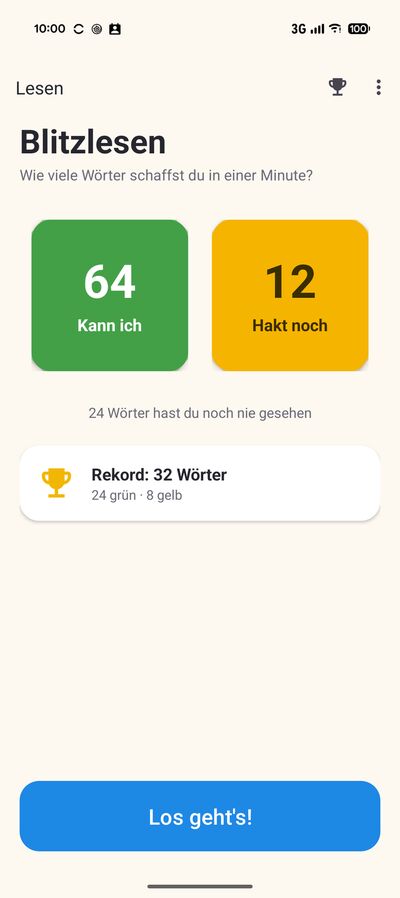 10:00
3G
100
Lesen
Blitzlesen
Wie viele Wörter schaffst du in einer Minute?
64
Kann ich
12
Hakt noch
24 Wörter hast du noch nie gesehen
Rekord: 32 Wörter
24 grün · 8 gelb
Los geht's!